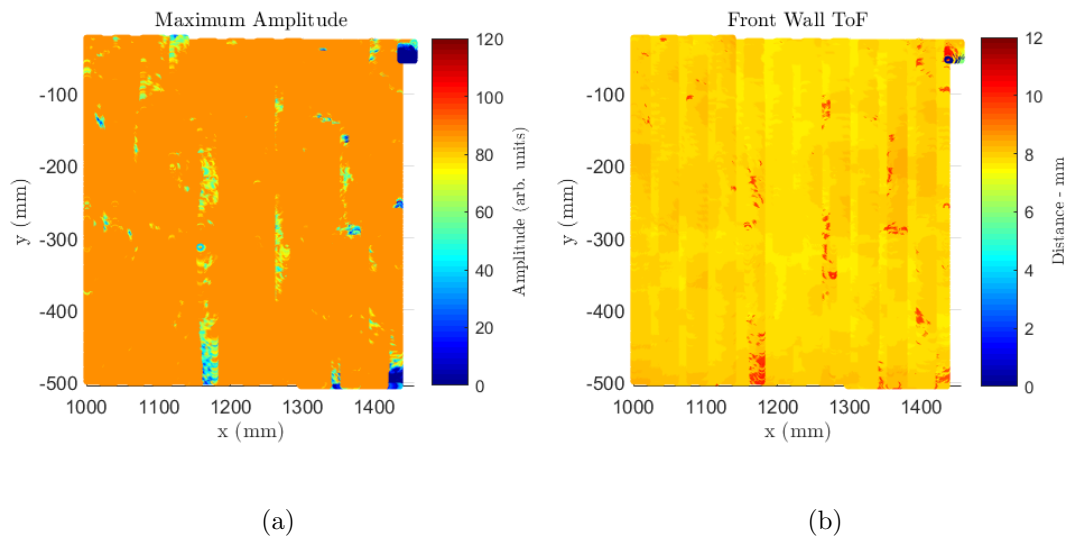 Maximum Amplitude
-100
-200
-300
-400
-500
y (mm)
1000 1100 1200 1300 1400
x (mm)
120
100
80
60
40
20
0
Amplitude (arb. units)
(a)
Front Wall ToF
-100
-200
-300
-400
-500
y (mm)
1000 1100 1200 1300 1400
x (mm)
12
10
8
6
4
2
0
Distance - mm
(b)